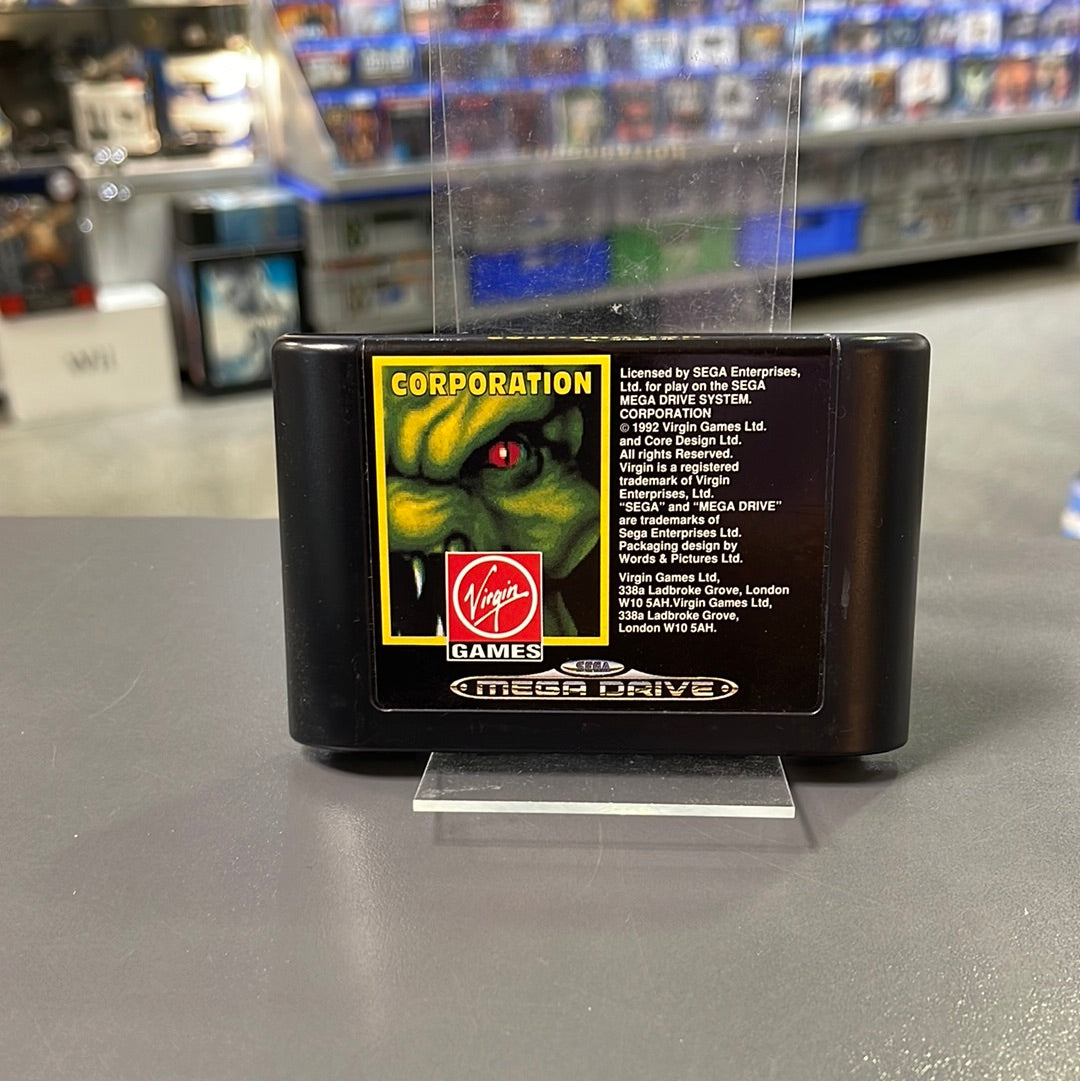 CORPORATION
Licensed by SEGA Enterprises,
Ltd. for play on the SEGA
MEGA DRIVE SYSTEM.
CORPORATION
© 1992 Virgin Games Ltd.
and Core Design Ltd.
All rights Reserved.
Virgin is a registered
trademark of Virgin
Enterprises, Ltd.
"SEGA" and "MEGA DRIVE"
are trademarks of
Sega Enterprises Ltd.
Packaging design by
Words & Pictures Ltd.
Virgin Games Ltd,
338a Ladbroke Grove, London
W10 5AH.Virgin Games Ltd,
338a Ladbroke Grove,
London W10 5AH.
Virgin
GAMES
SEGA
MEGA DRIVE
Wii